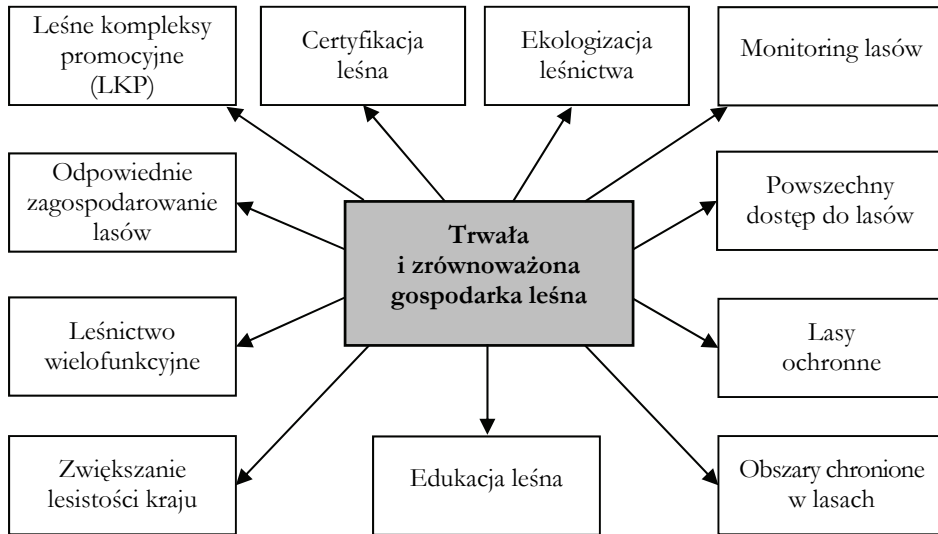 Leśne kompleksy
promocyjne
(LKP)
Certyfikacja
leśna
Ekologizacja
leśnictwa
Monitoring lasów
Odpowiednie
zagospodarowanie
lasów
Powszechny
dostęp do lasów
Trwała
i zrównoważona
gospodarka leśna
Leśnictwo
wielofunkcyjne
Lasy
ochronne
Zwiększanie
lesistości kraju
Edukacja leśna
Obszary chronione
w lasach